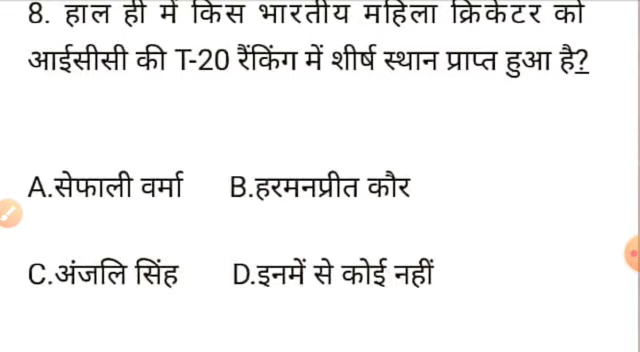 8. हाल ही में किस भारतीय महिला क्रिकेटर को
आईसीसी की T-20 रैंकिंग में शीर्ष स्थान प्राप्त हुआ है?
A.सेफाली वर्मा B.हरमनप्रीत कौर
C.अंजलि सिंह D.इनमें से कोई नहीं